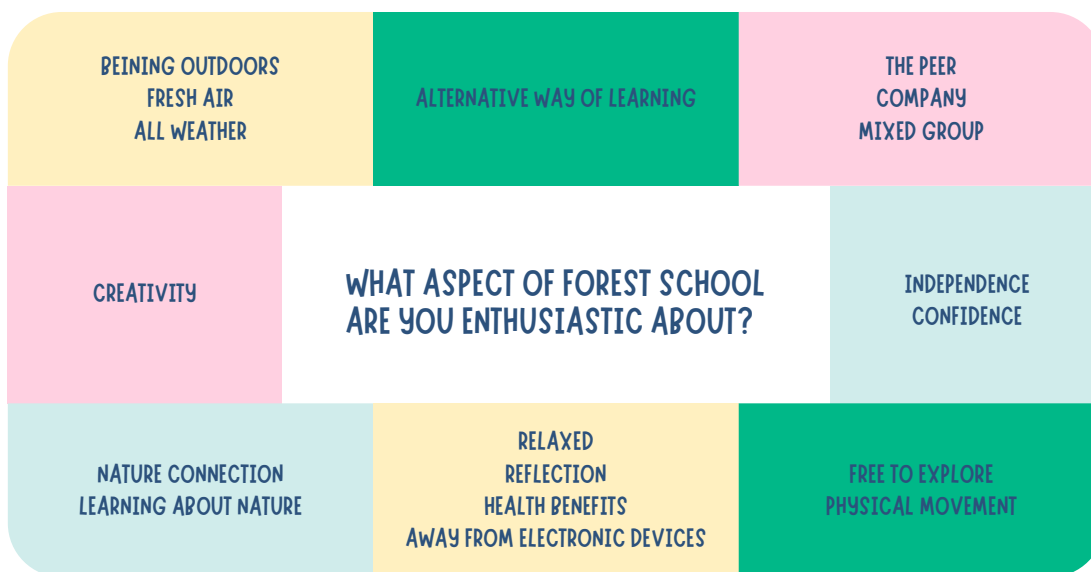 BEINING OUTDOORS
FRESH AIR
ALL WEATHER
ALTERNATIVE WAY OF LEARNING
THE PEER
COMPANY
MIXED GROUP
CREATIVITY
WHAT ASPECT OF FOREST SCHOOL
ARE YOU ENTHUSIASTIC ABOUT?
INDEPENDENCE
CONFIDENCE
NATURE CONNECTION
LEARNING ABOUT NATURE
RELAXED
REFLECTION
HEALTH BENEFITS
AWAY FROM ELECTRONIC DEVICES
FREE TO EXPLORE
PHYSICAL MOVEMENT